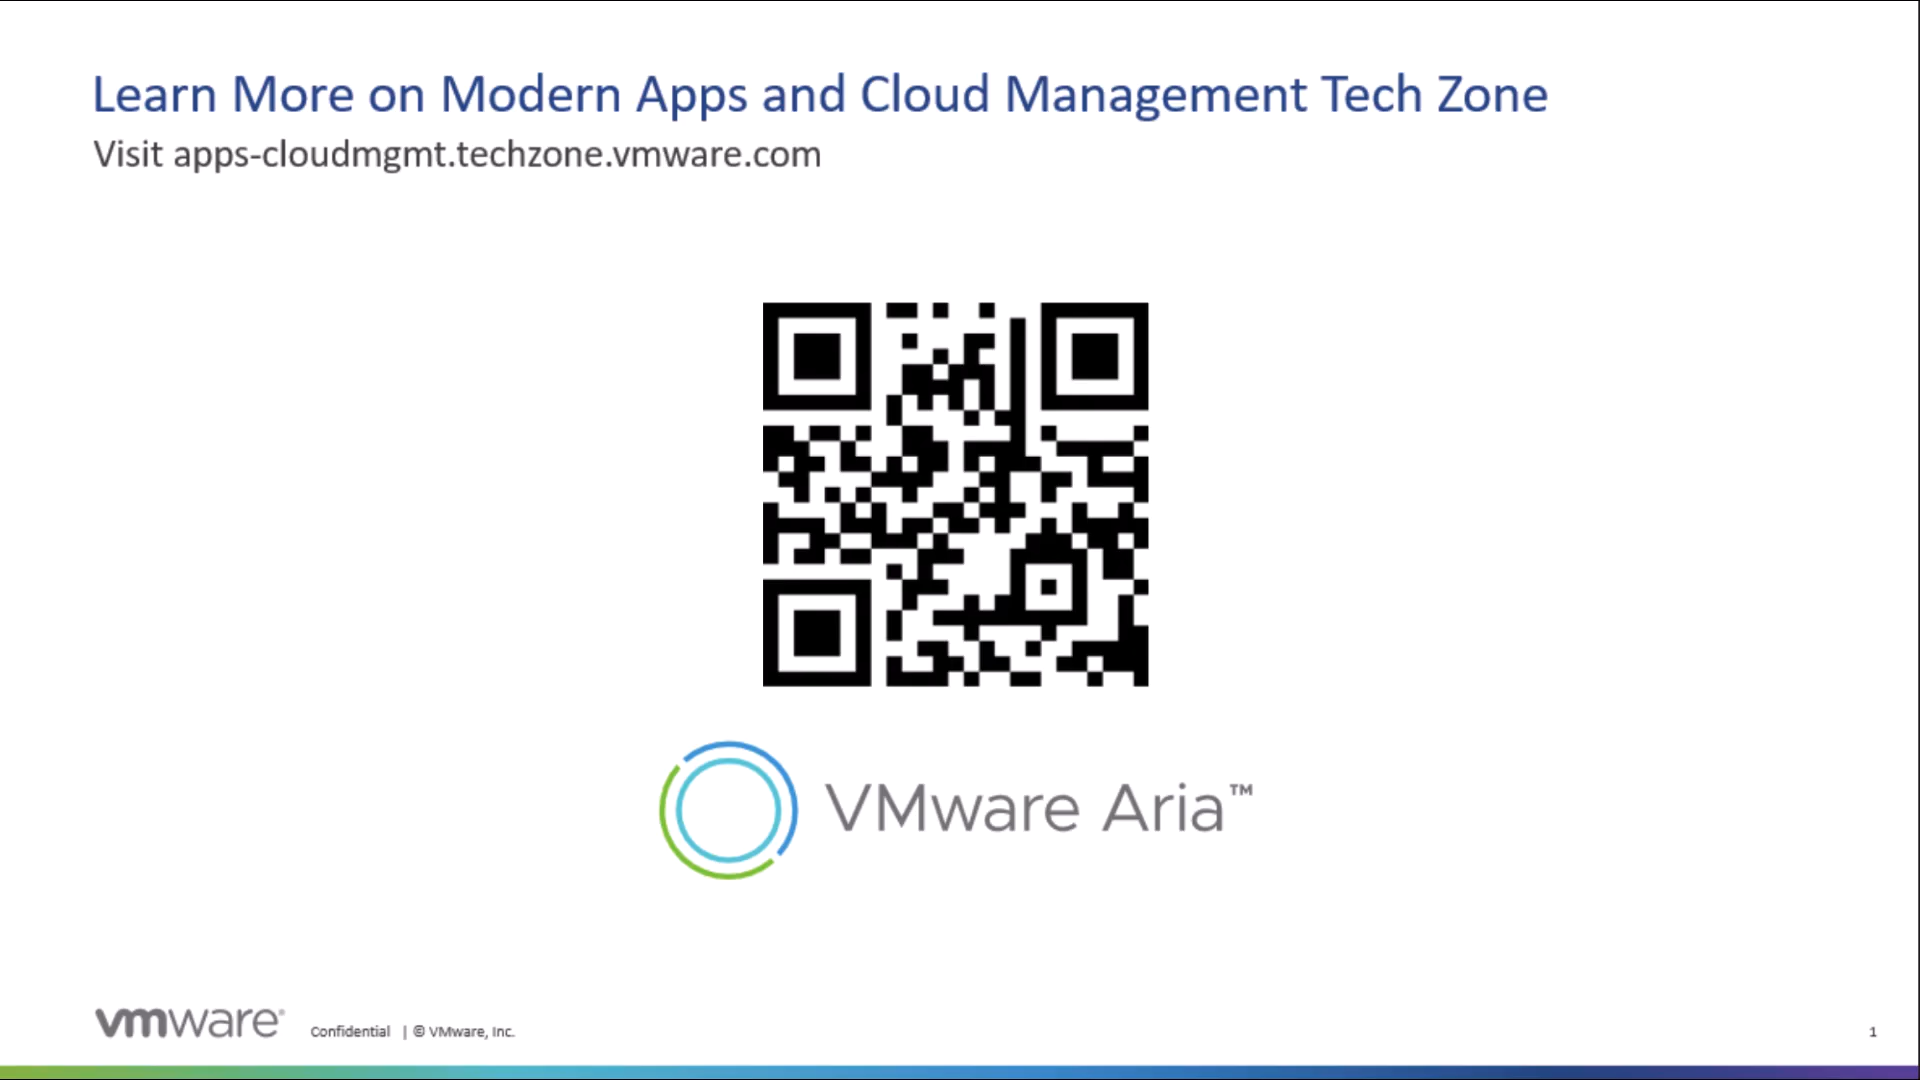 Learn More on Modern Apps and Cloud Management Tech Zone
Visit apps-cloudmgmt.techzone.vmware.com
VMware Aria™
vmware® Confidential | © VMware, Inc. 1